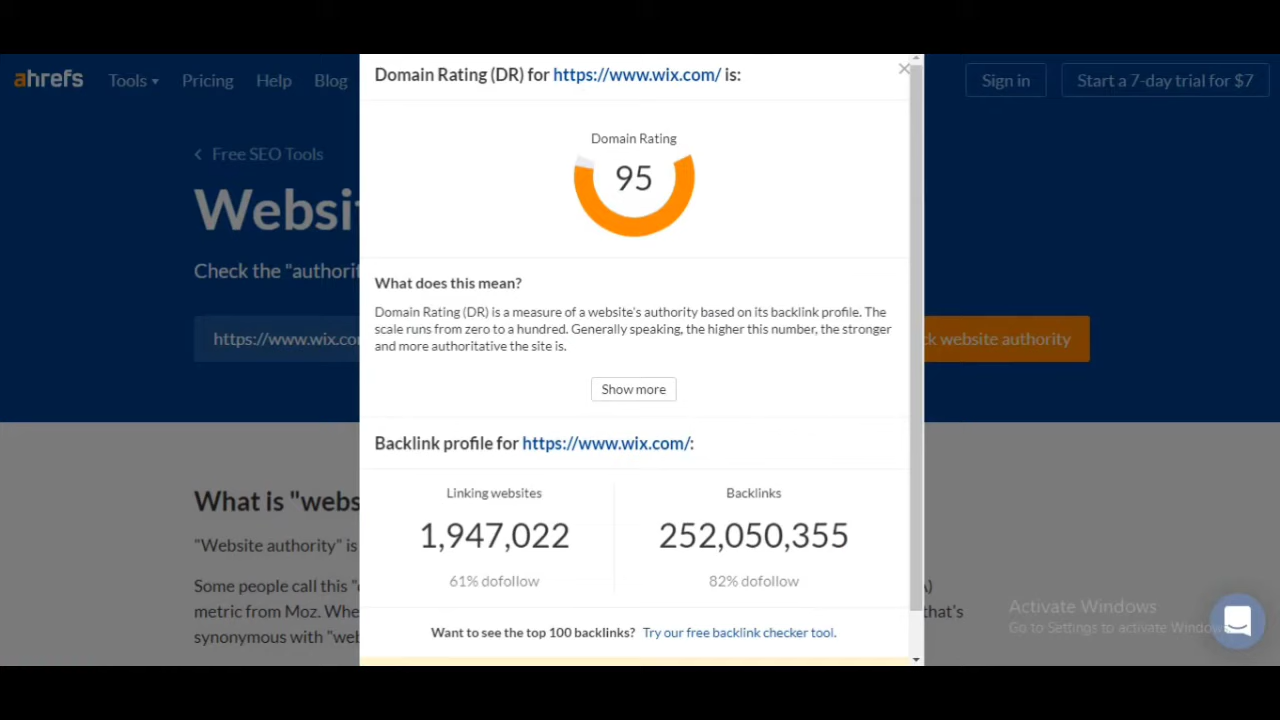 ahrefs Tools Pricing Help Blog Sign in Start a 7-day trial for $7
Free SEO Tools
Websi
Check the "authori
https://www.wix.co
ck website authority
Domain Rating (DR) for https://www.wix.com/ is:
Domain Rating
95
What does this mean?
Domain Rating (DR) is a measure of a website's authority based on its backlink profile. The
scale runs from zero to a hundred. Generally speaking, the higher this number, the stronger
and more authoritative the site is.
Show more
Backlink profile for https://www.wix.com/:
Linking websites Backlinks
1,947,022 252,050,355
61% dofollow 82% dofollow
Want to see the top 100 backlinks? Try our free backlink checker tool.
What is "webs
"Website authority" is
Some people call this "
metric from Moz. Whe that's
synonymous with "wel
Activate Windows
Go to Settings to activate Windows